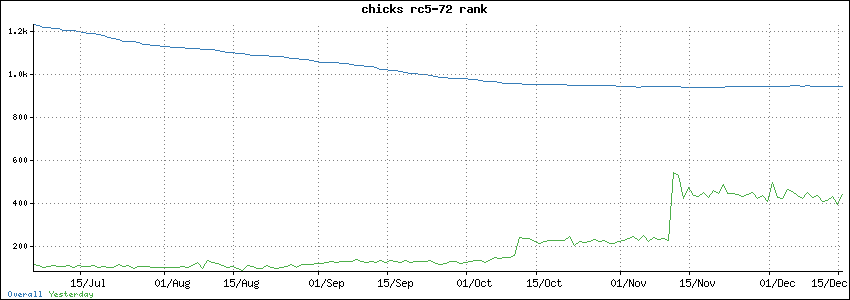 chicks rc5-72 rank
1.2k
1.0k
800
600
400
200
15/Jul 01/Aug 15/Aug 01/Sep 15/Sep 01/Oct 15/Oct 01/Nov 15/Nov 01/Dec 15/Dec
Overall Yesterday